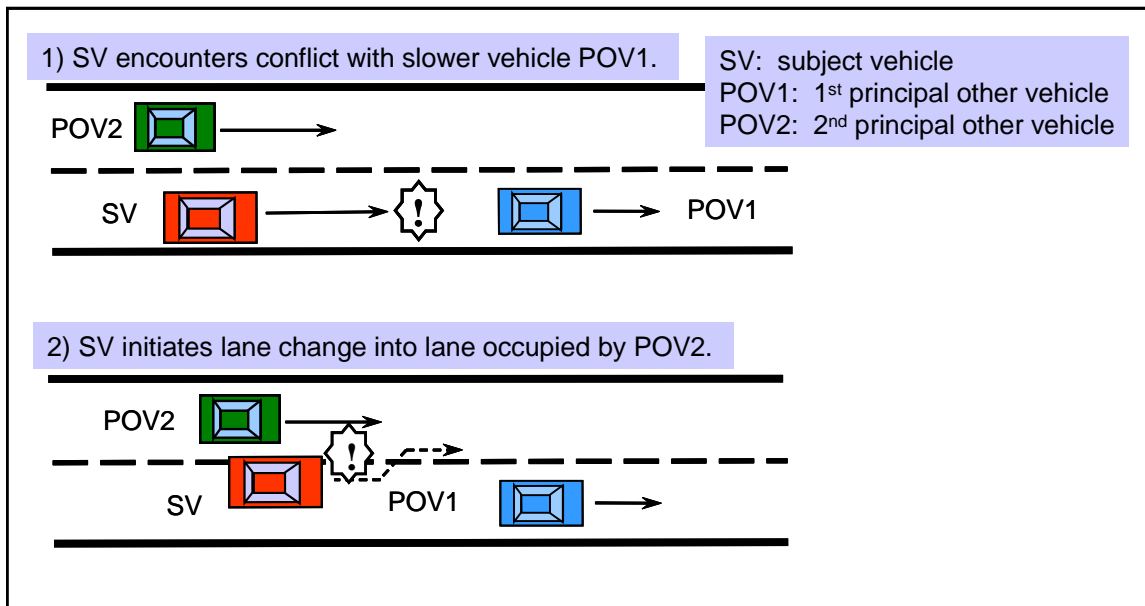 1) SV encounters conflict with slower vehicle POV1.
SV: subject vehicle
POV1: 1st principal other vehicle
POV2: 2nd principal other vehicle
POV2
SV
!
POV1
2) SV initiates lane change into lane occupied by POV2.
POV2
!
SV
POV1